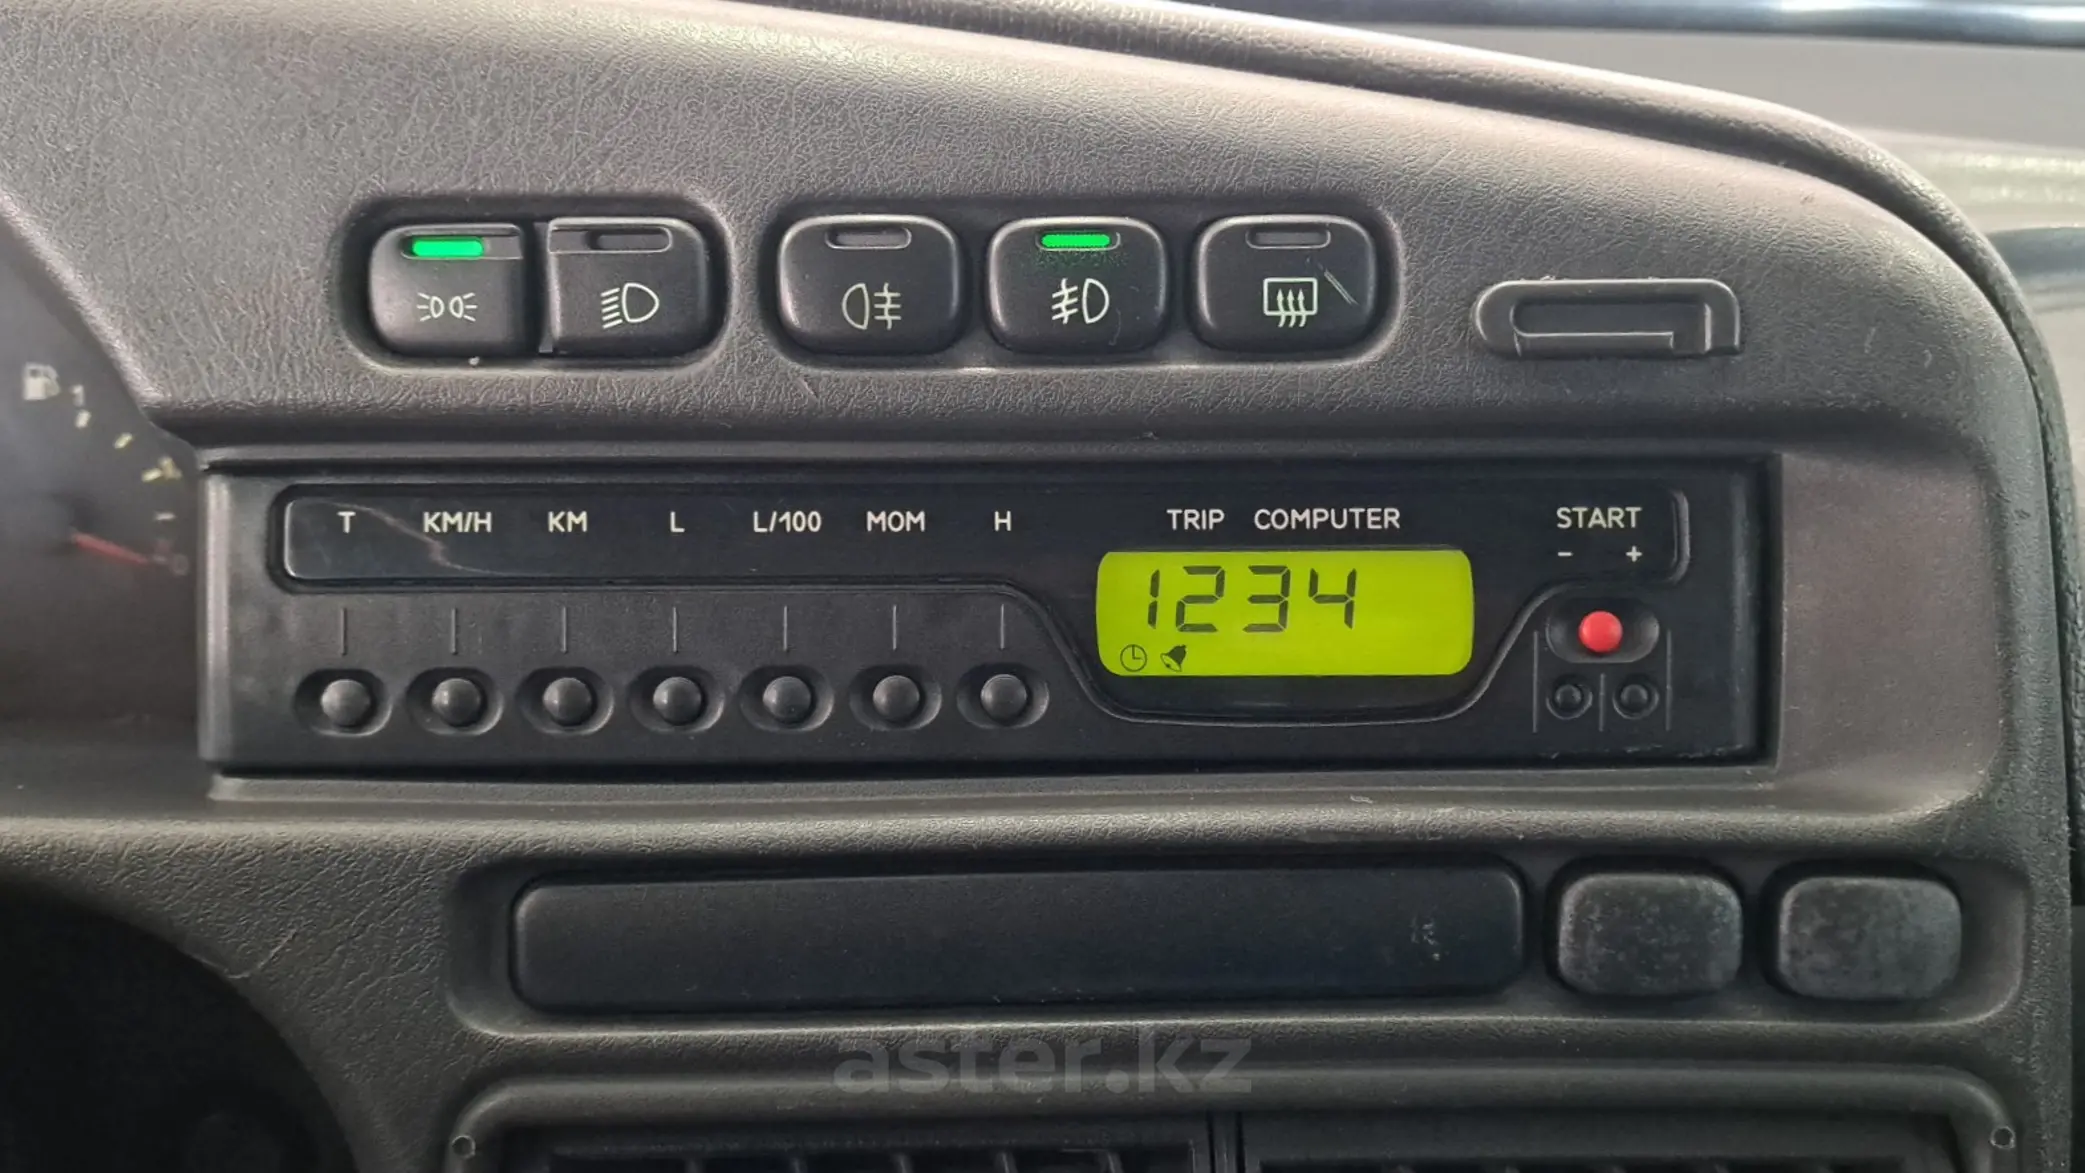 T KM/H KM L L/100 MOM H TRIP COMPUTER START
- +
1234
aster.kz